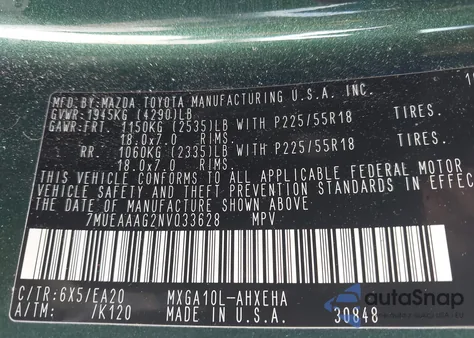 MFD.BY:MAZDA TOYOTA MANUFACTURING U.S.A. INC.
GVWR:1945KG (4290)LB
GAWR:FRT. 1150KG (2535)LB WITH P225/55R18 TIRES.
18.0x7.0 RIMS
RR. 1060KG (2335)LB WITH P225/55R18 TIRES.
18.0x7.0 RIMS.
THIS VEHICLE CONFORMS TO ALL APPLICABLE FEDERAL MOTOR
VEHICLE SAFETY AND THEFT PREVENTION STANDARDS IN EFFEC
THE DATE OF MANUFACTURE SHOWN ABOVE.
7MUEAAAG2NV033628 MPV
C/TR:6X5/EA20 MXGA10L-AHXEHA
A/TM: /K120 MADE IN U.S.A. 30848
autoSnap